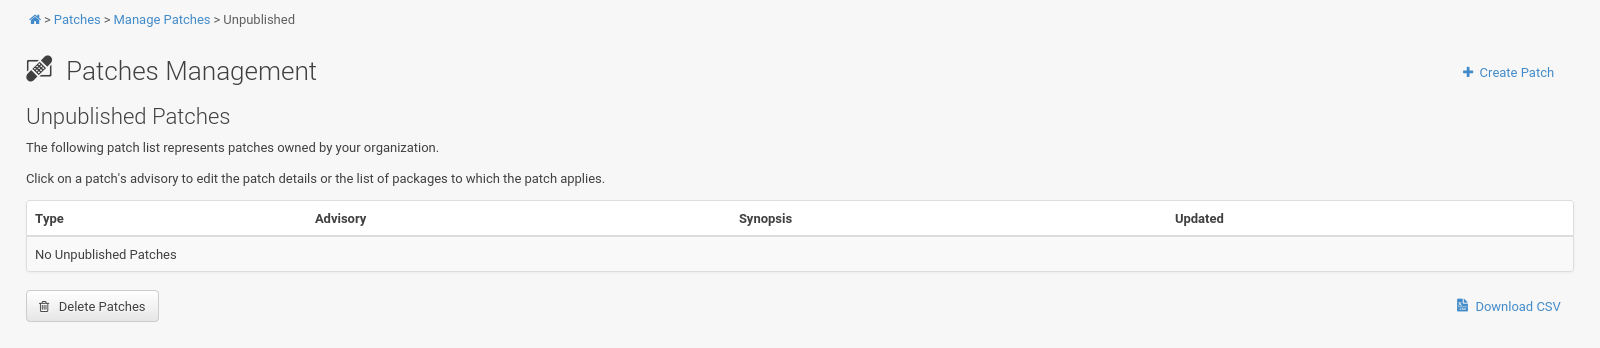 > Patches > Manage Patches > Unpublished
Patches Management
Create Patch
Unpublished Patches
The following patch list represents patches owned by your organization.
Click on a patch's advisory to edit the patch details or the list of packages to which the patch applies.
Type Advisory Synopsis Updated
No Unpublished Patches
Delete Patches
Download CSV